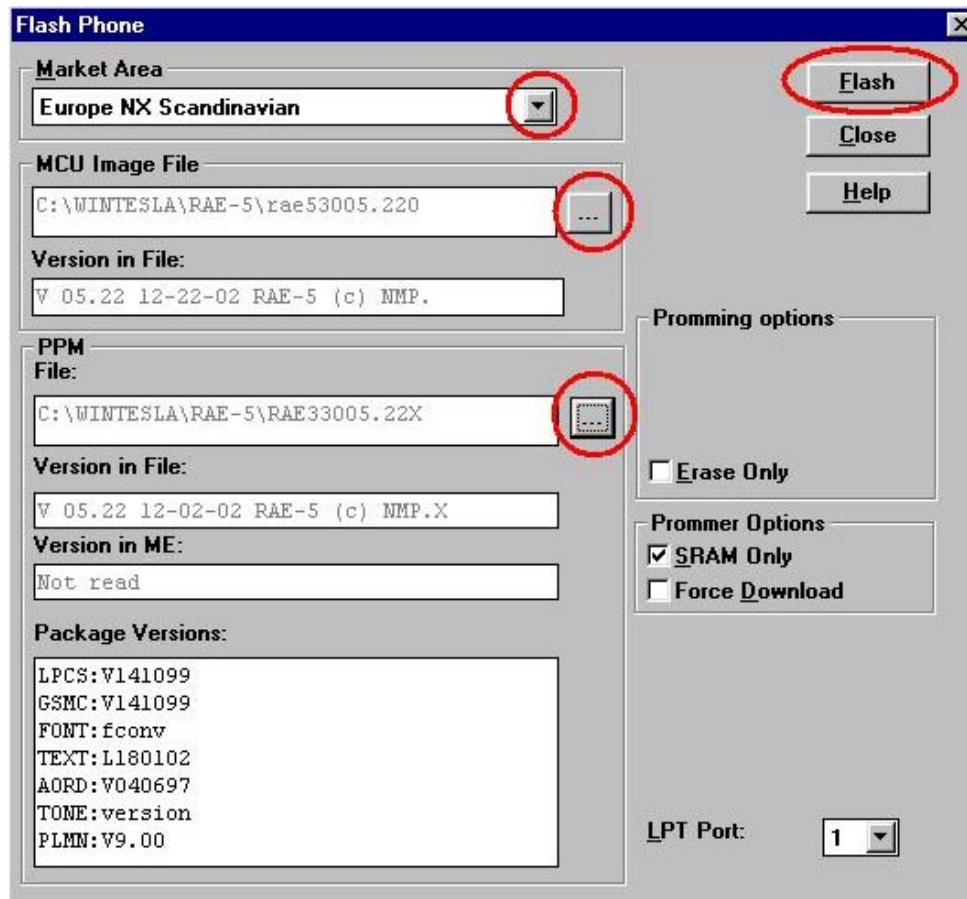 Flash Phone
Market Area
Europe NX Scandinavian
Flash
Close
Help
MCU Image File
C:\WINTESLA\RAE-5\rae53005.220
...
Version in File:
V 05.22 12-22-02 RAE-5 (c) NMP.
PPM
File:
C:\WINTESLA\RAE-5\RAE33005.22X
...
Version in File:
V 05.22 12-02-02 RAE-5 (c) NMP.X
Version in ME:
Not read
Package Versions:
LPCS:V141099
GSMC:V141099
FONT:fconv
TEXT:L180102
AORD:V040697
TONE:version
PLMN:V9.00
Promming options
Erase Only
Prommer Options
SRAM Only
Force Download
LPT Port:
1